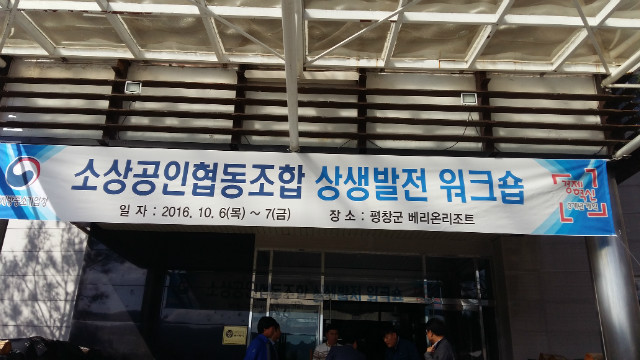 소상공인협동조합 상생발전 워크숍
일 자 : 2016. 10. 6(목) ~ 7(금) 장 소 : 평창군 베리온리조트